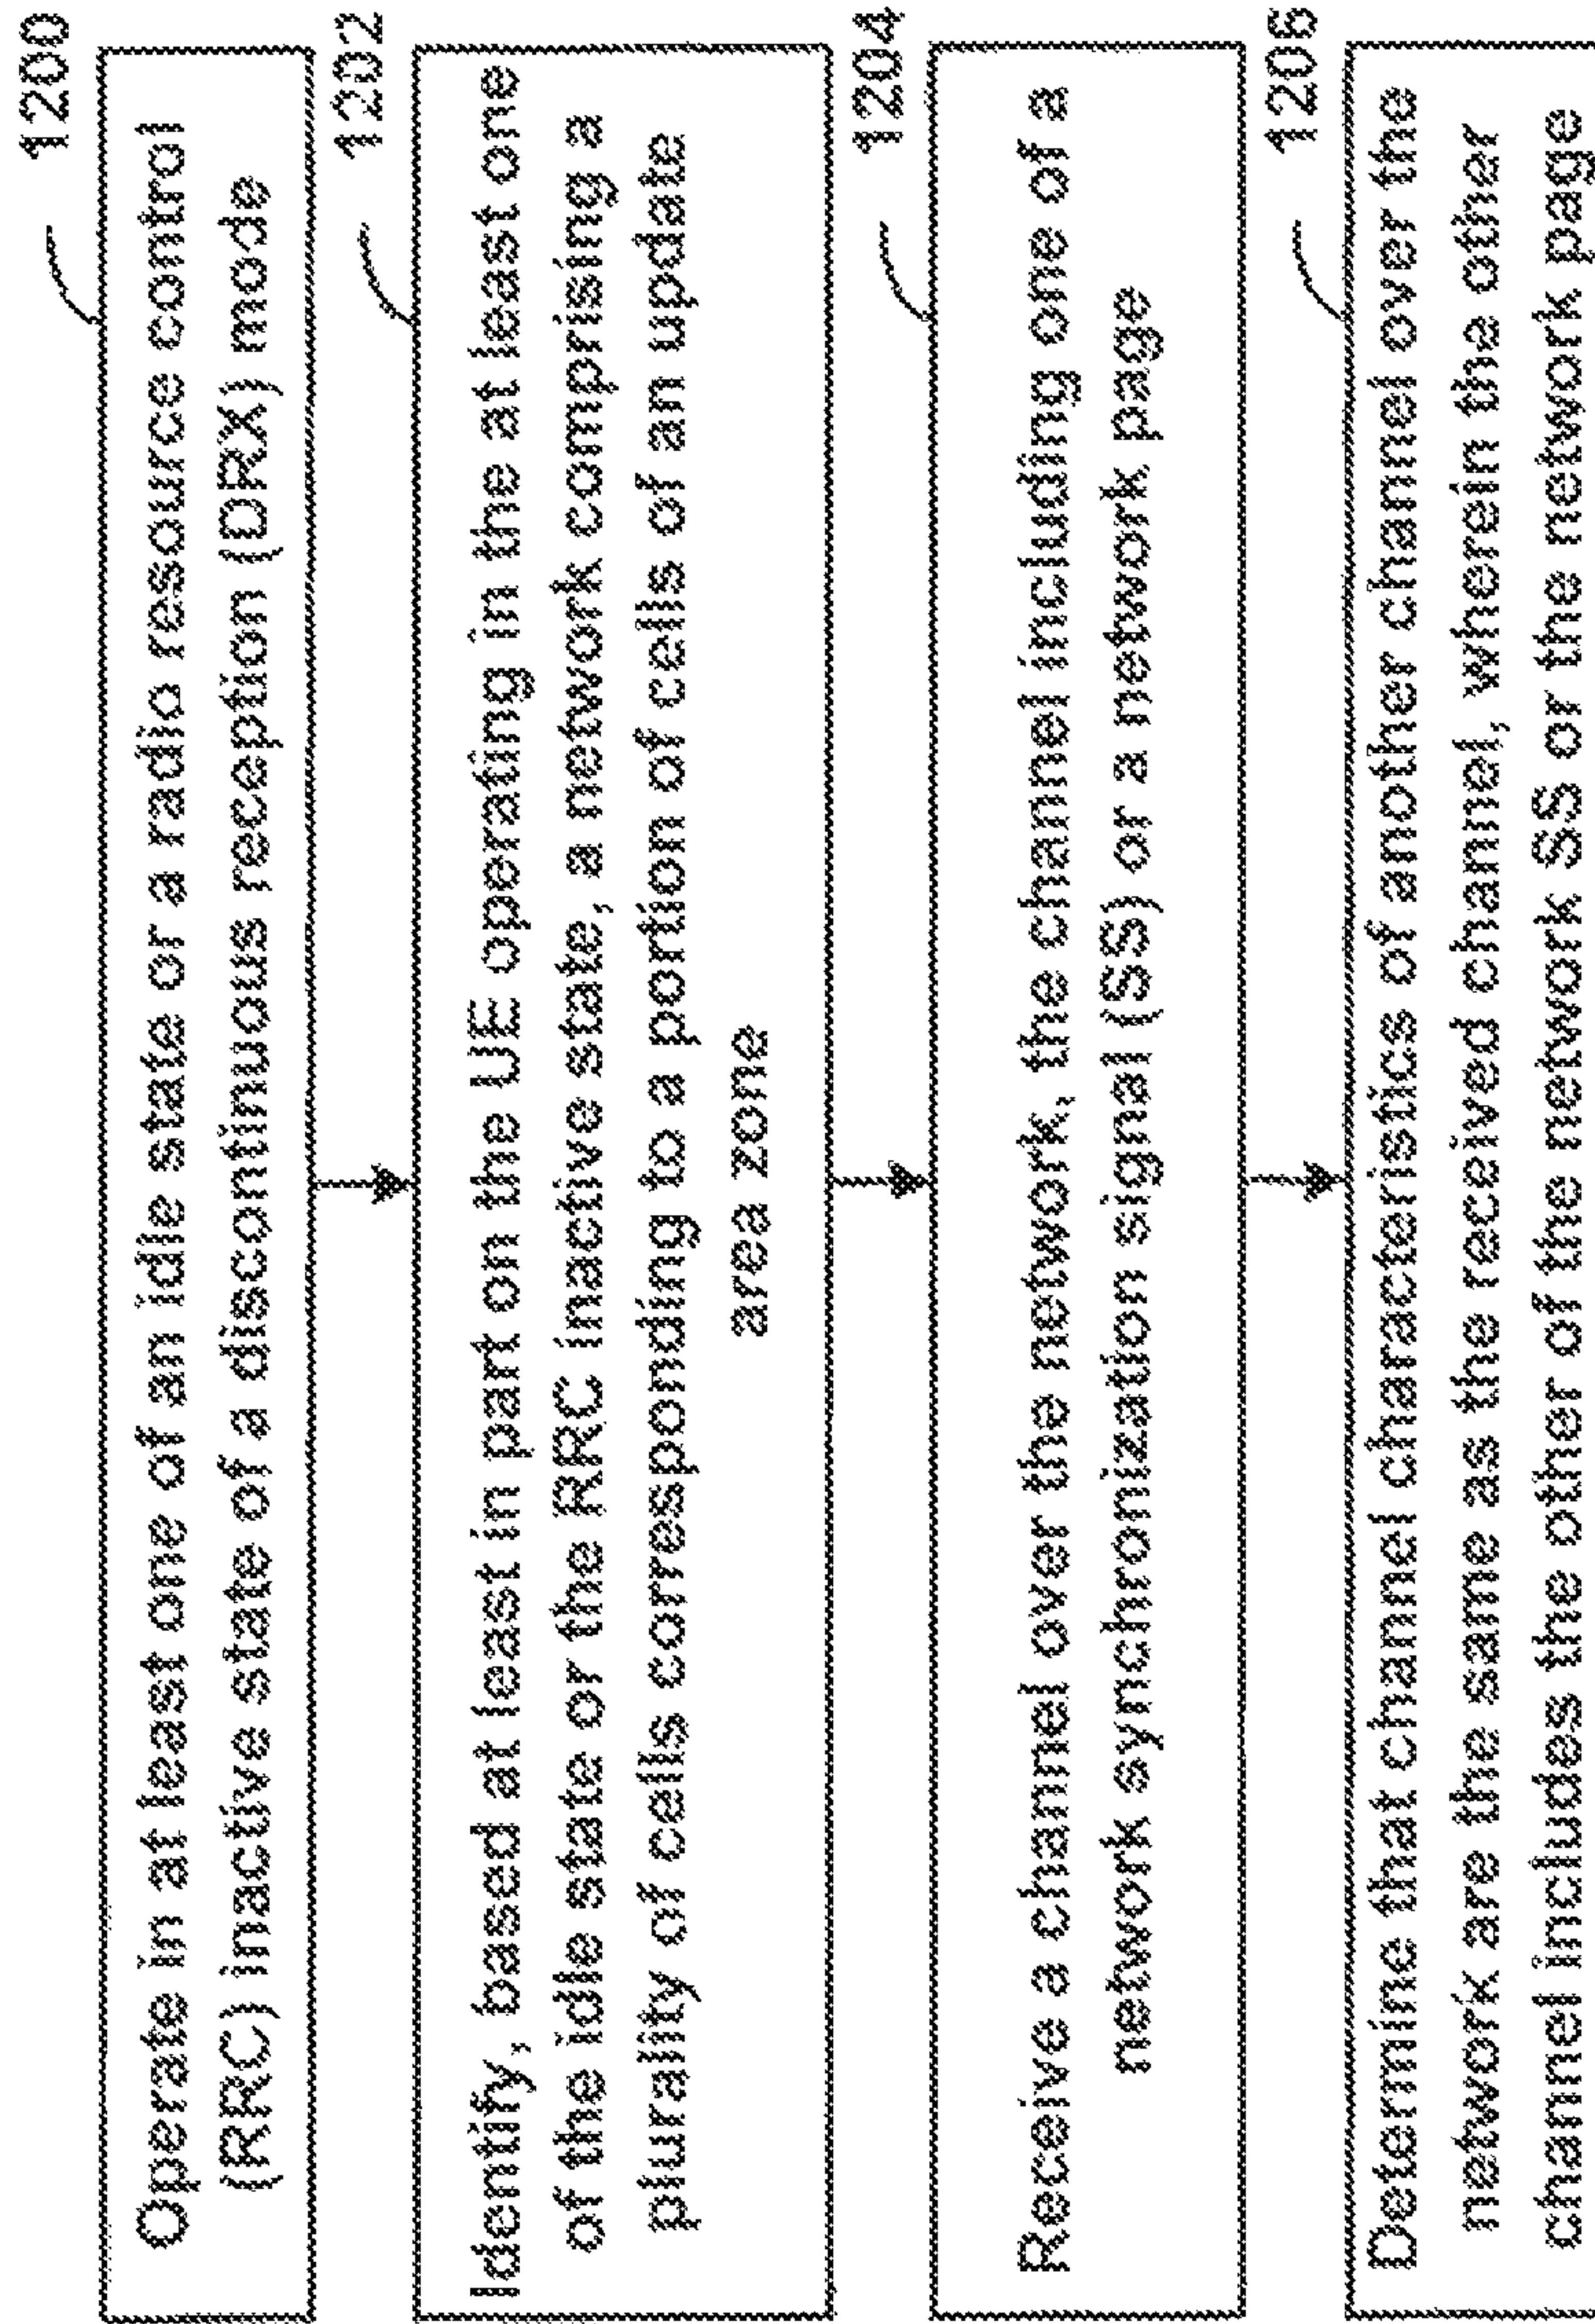 1200
Operate in at least one of an idle state or a radio resource control
(RRC) inactive state of a discontinuous reception (DRX) mode
1202
Identify, based at least in part on the UE operating in the at least one
of the idle state or the RRC inactive state, a network comprising a
plurality of cells corresponding to a portion of cells of an update
area zone
1204
Receive a channel over the network, the channel including one of a
network synchronization signal (SS) or a network page
1206
Determine that channel characteristics of another channel over the
network are the same as the received channel, wherein the other
channel includes the other of the network SS or the network page